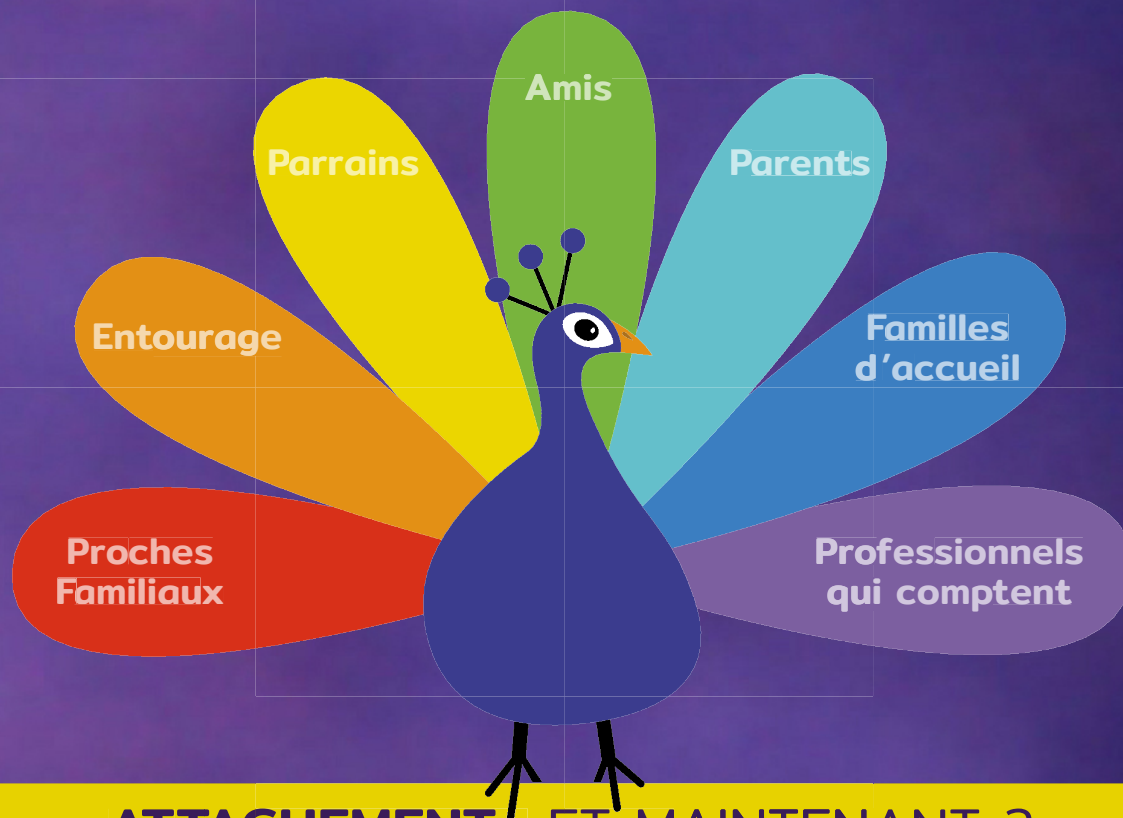 Amis
Parrains
Parents
Entourage
Familles
d'accueil
Proches
Familiaux
Professionnels
qui comptent
ATTACHEMENT ET MAINTENANT ?